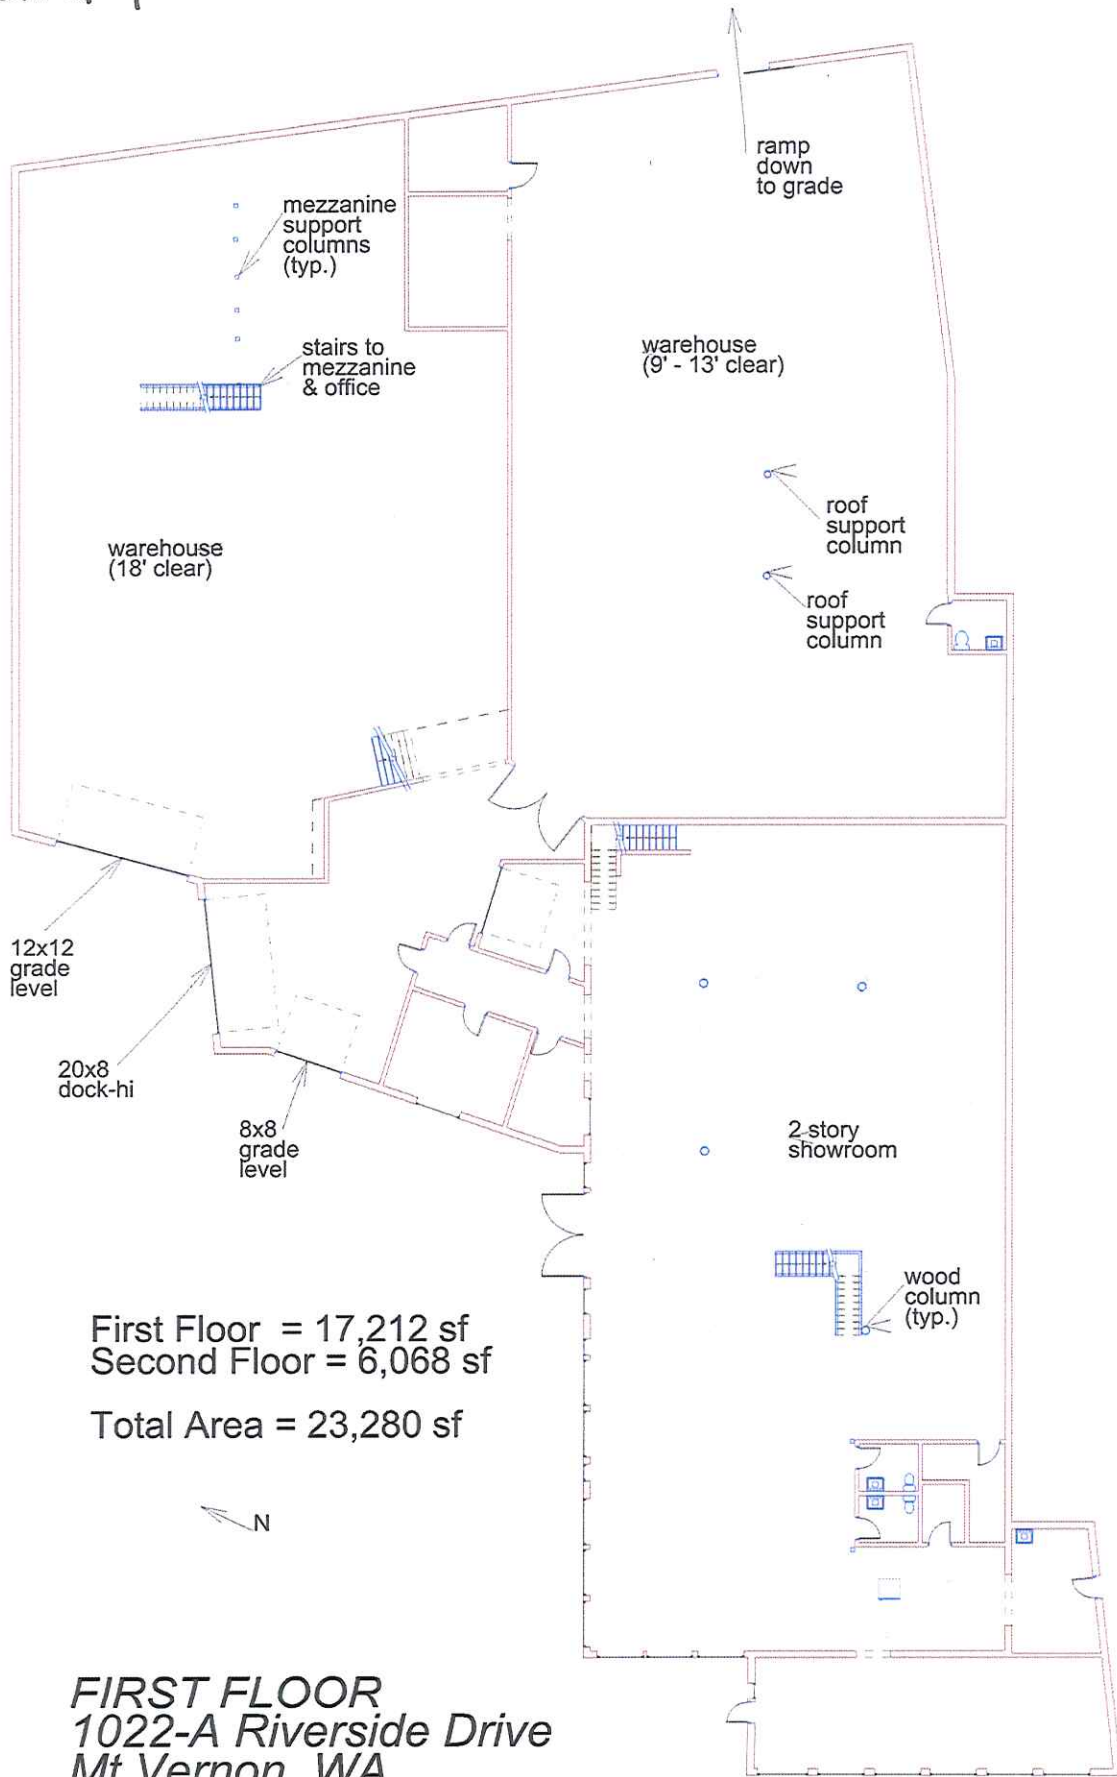 ramp
down
to grade
mezzanine
support
columns
(typ.)
stairs to
mezzanine
& office
warehouse
(9' - 13' clear)
roof
support
column
warehouse
(18' clear)
roof
support
column
12x12
grade
level
20x8
dock-hi
8x8
grade
level
2 story
showroom
wood
column
(typ.)
First Floor = 17,212 sf
Second Floor = 6,068 sf
Total Area = 23,280 sf
N
FIRST FLOOR
1022-A Riverside Drive
Mt Vernon, WA